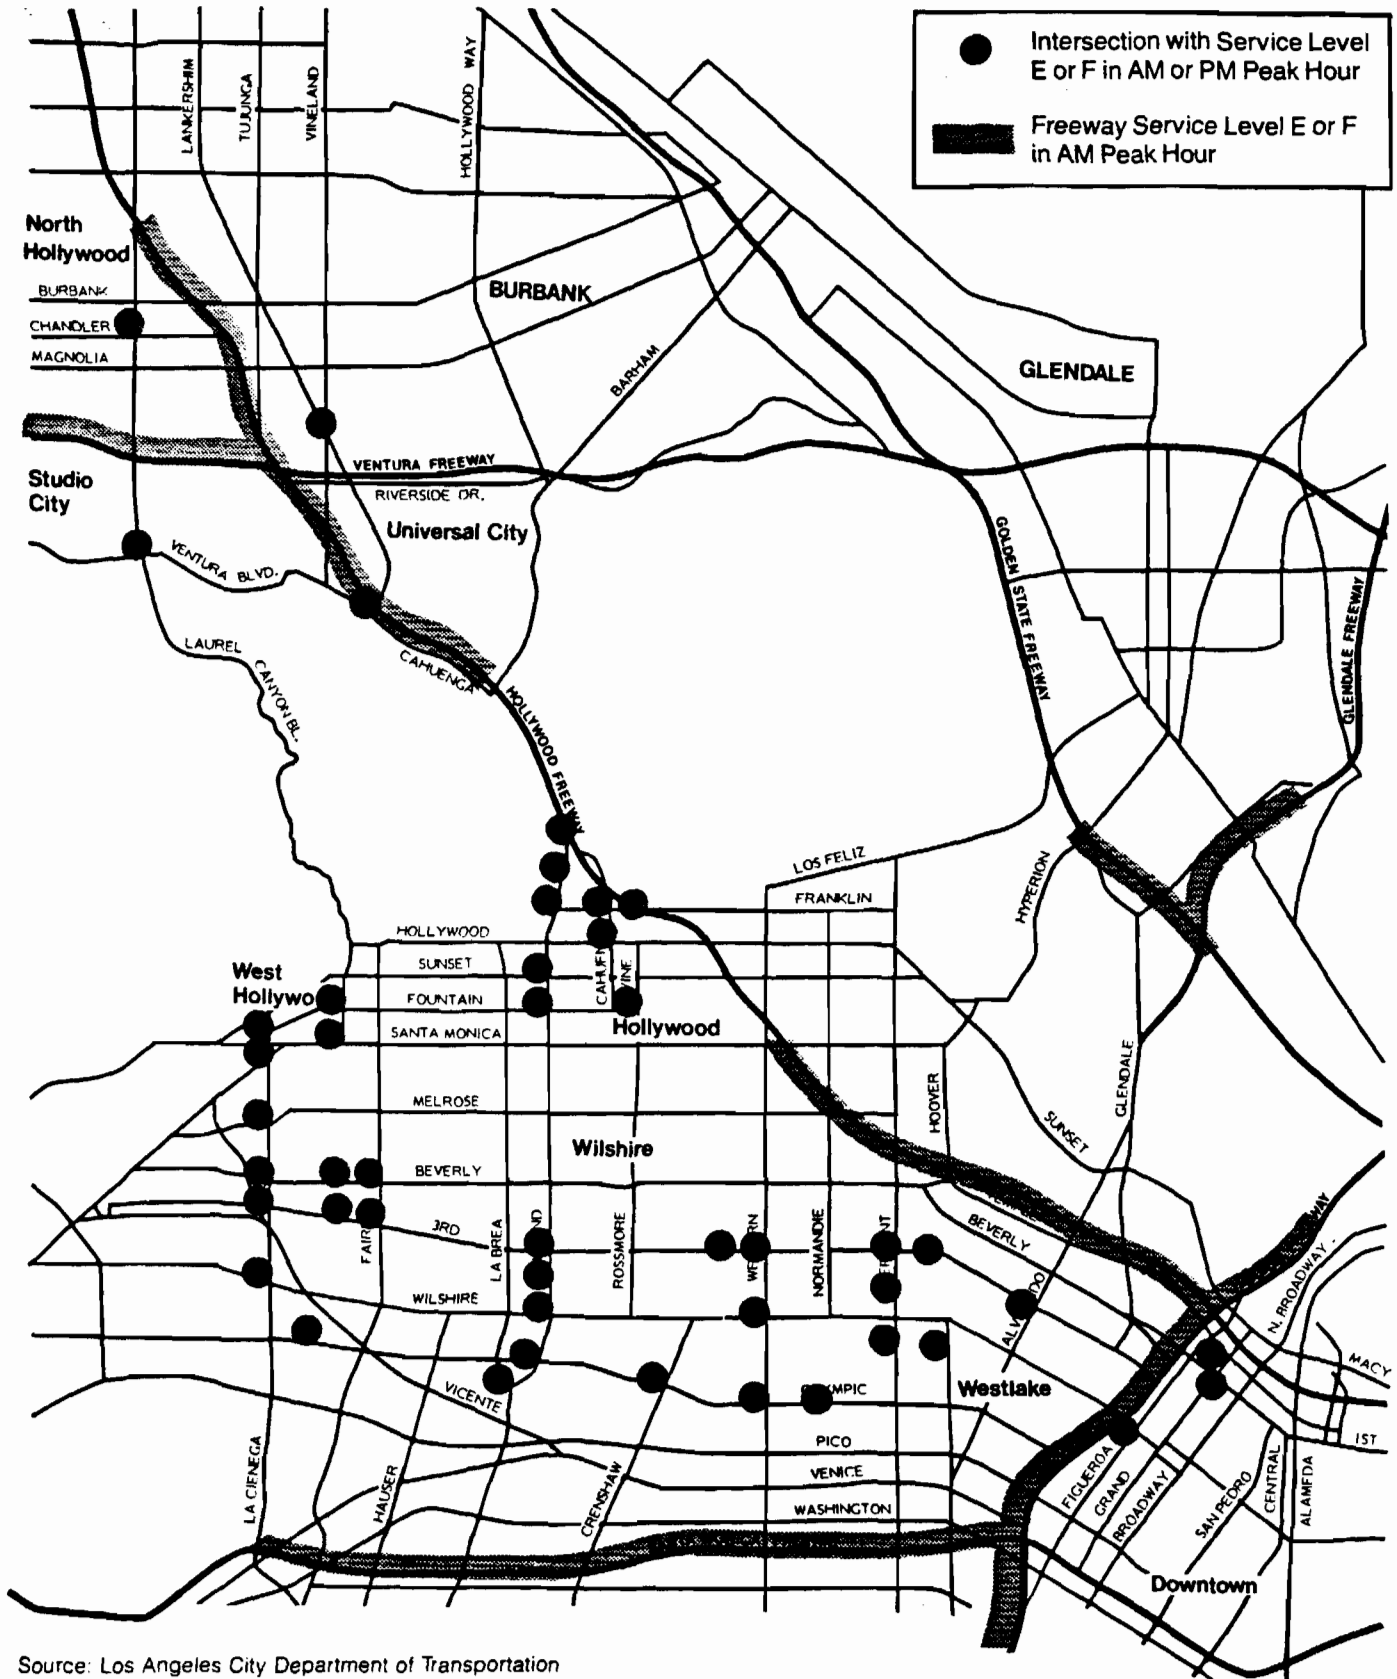 Intersection with Service Level
E or F in AM or PM Peak Hour
Freeway Service Level E or F
in AM Peak Hour
LANKERSHIM
TUJUNGA
VINELAND
HOLLYWOOD WAY
North
Hollywood
BURBANK
CHANDLER
MAGNOLIA
BURBANK
BARHAM
GLENDALE
VENTURA FREEWAY
RIVERSIDE DR.
Studio
City
Universal City
VENTURA BLVD.
GOLDEN STATE FREEWAY
GLENDALE FREEWAY
LAUREL CANYON BL.
CAHUENGA
HOLLYWOOD FREEWAY
LOS FELIZ
FRANKLIN
HYPERION
HOLLYWOOD
SUNSET
FOUNTAIN
SANTA MONICA
West
Hollywo
CAHUEN
VINE
Hollywood
MELROSE
HOOVER
GLENDALE
SUNSET
Wilshire
BEVERLY
BEVERLY
3RD
FAIR
LA BREA
ROSSMORE
NORMANDIE
WILSHIRE
N. BROADWAY
MACY
VICENTE
Westlake
PICO
VENICE
WASHINGTON
1ST
LA CIENEGA
HAUSER
CRENSHAW
FIGUEROA
GRAND
BROADWAY
SAN PEDRO
CENTRAL
ALAMEDA
Downtown
Source: Los Angeles City Department of Transportation